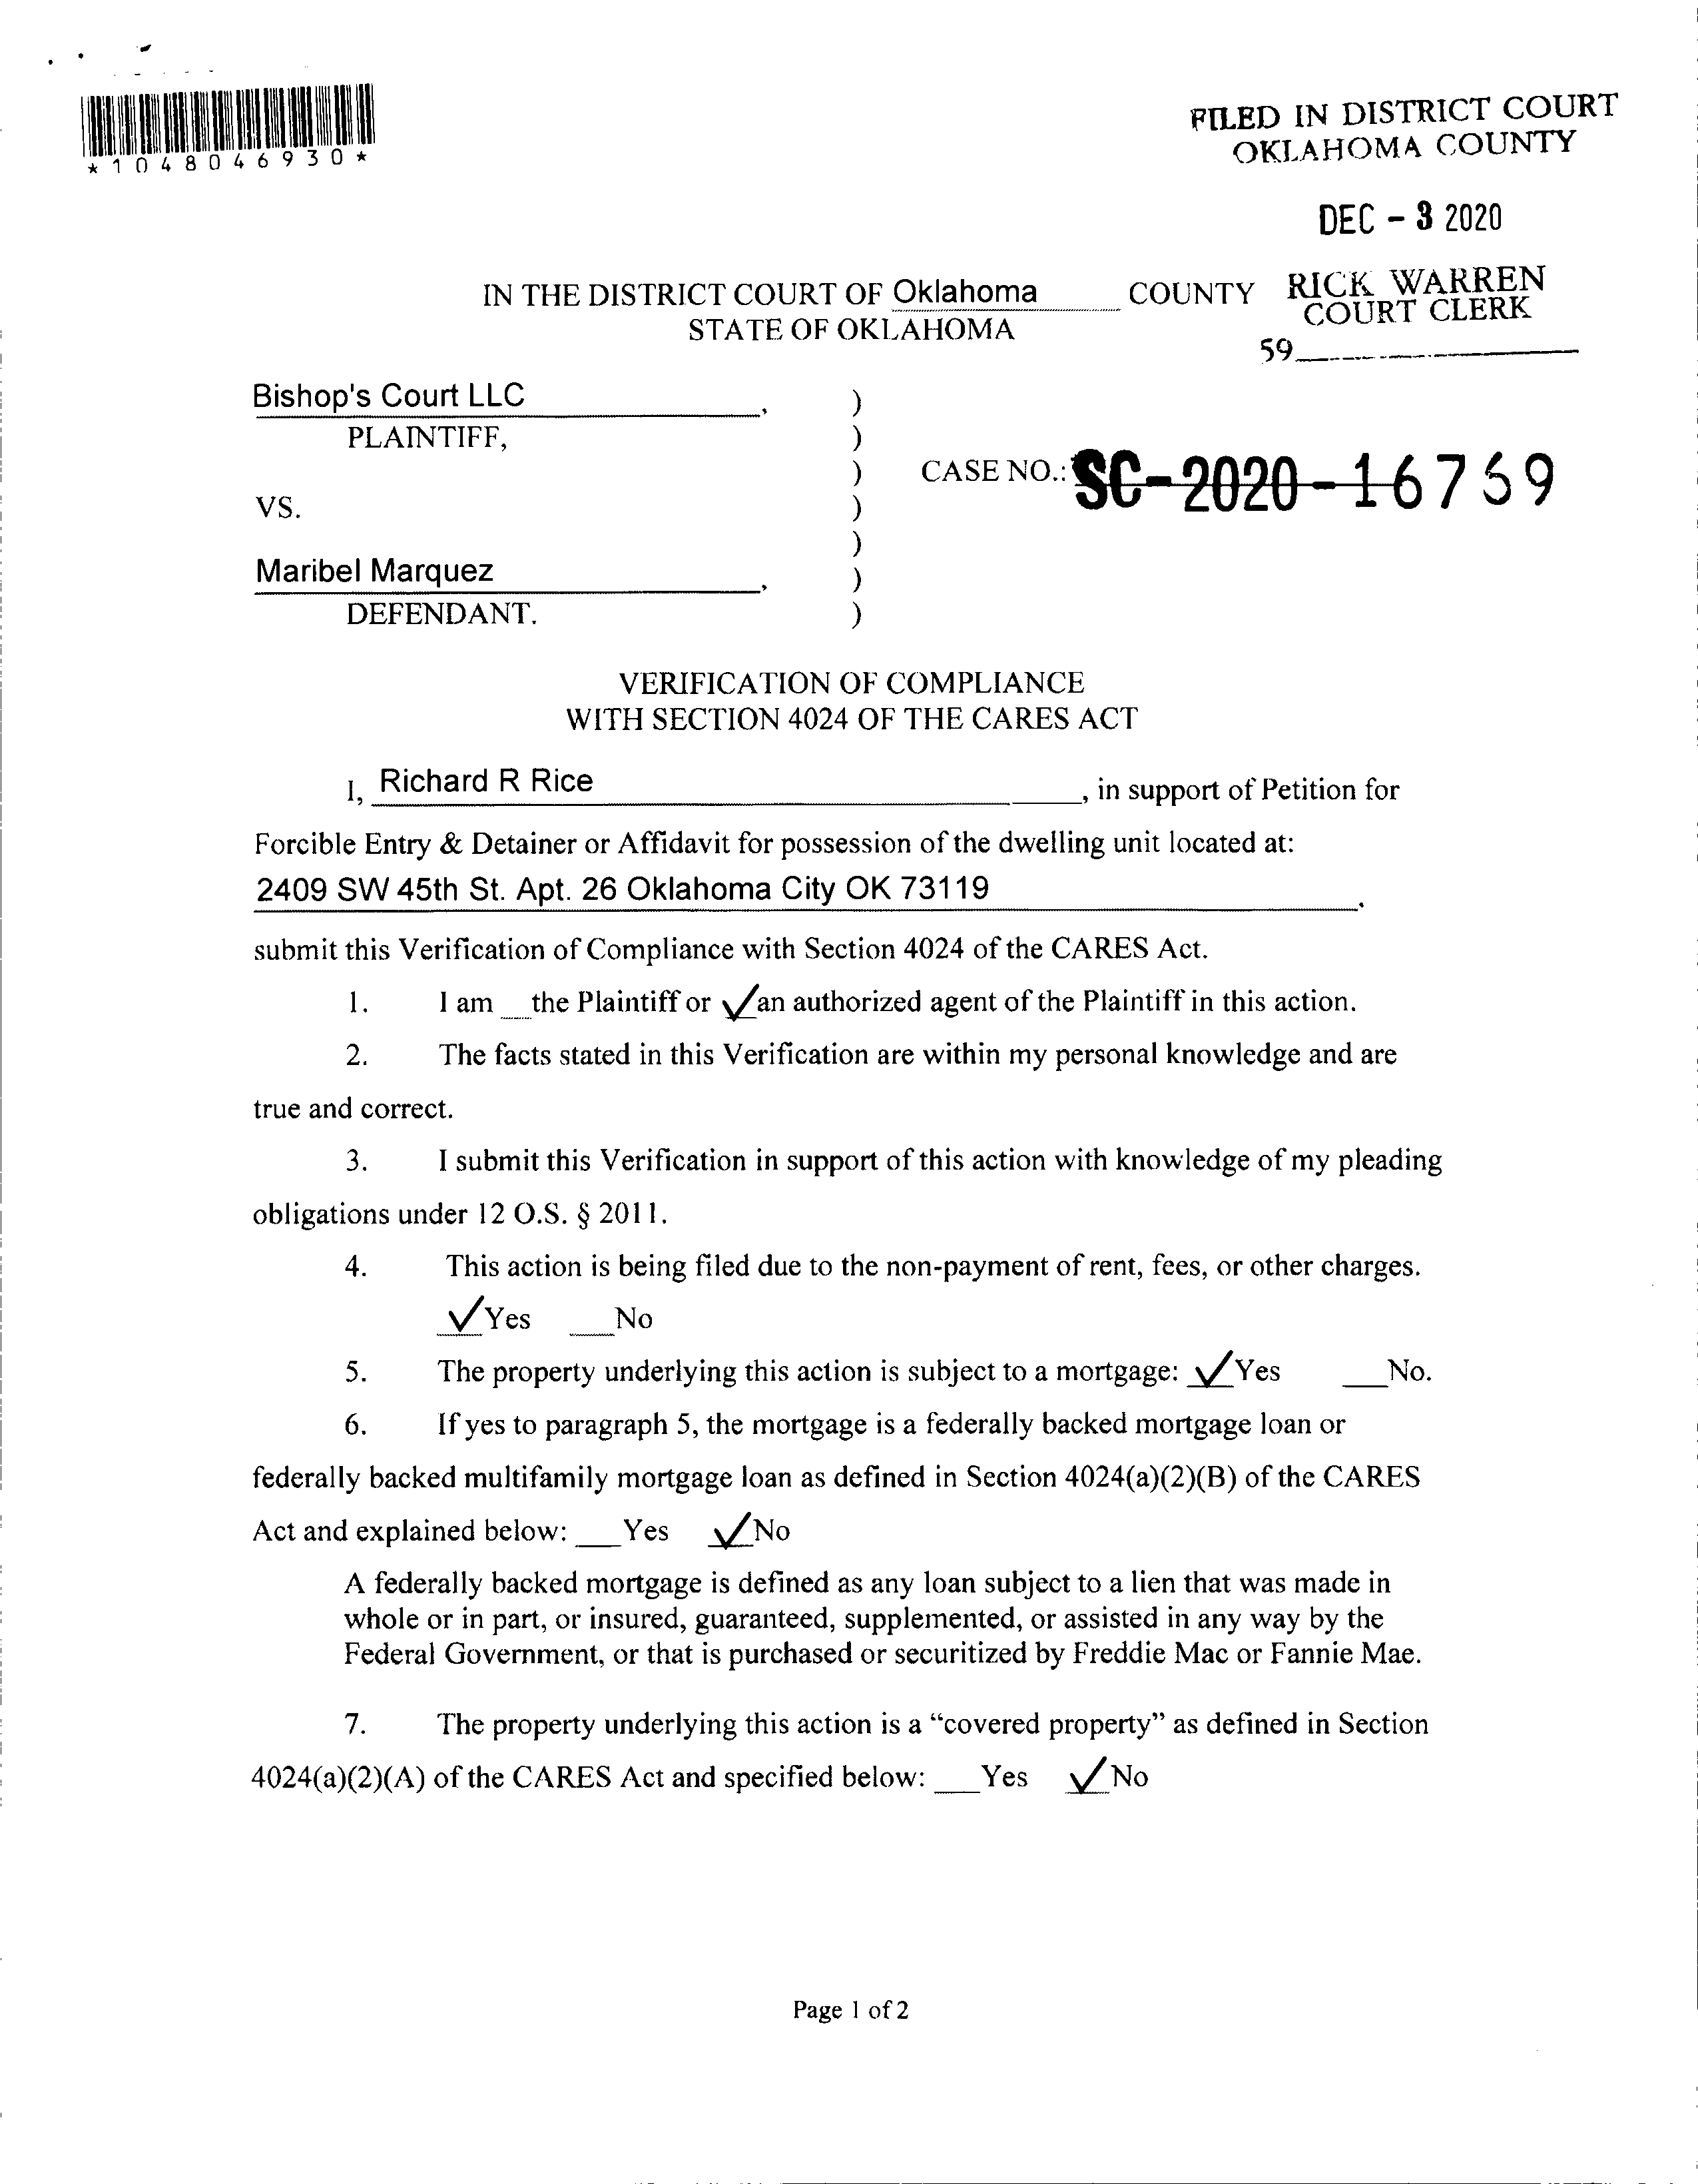 *1048046930*
FILED IN DISTRICT COURT
OKLAHOMA COUNTY
DEC - 3 2020
RICK WARREN
COURT CLERK
59
IN THE DISTRICT COURT OF Oklahoma COUNTY
STATE OF OKLAHOMA
Bishop's Court LLC,
PLAINTIFF,
CASE NO.: SC-2020-16759
VS.
Maribel Marquez,
DEFENDANT.
VERIFICATION OF COMPLIANCE
WITH SECTION 4024 OF THE CARES ACT
I, Richard R Rice, in support of Petition for
Forcible Entry & Detainer or Affidavit for possession of the dwelling unit located at:
2409 SW 45th St. Apt. 26 Oklahoma City OK 73119.
submit this Verification of Compliance with Section 4024 of the CARES Act.
1. I am __the Plaintiff or ✓an authorized agent of the Plaintiff in this action.
2. The facts stated in this Verification are within my personal knowledge and are
true and correct.
3. I submit this Verification in support of this action with knowledge of my pleading
obligations under 12 O.S. § 2011.
4. This action is being filed due to the non-payment of rent, fees, or other charges.
✓Yes ___No
5. The property underlying this action is subject to a mortgage: ✓Yes ___No.
6. If yes to paragraph 5, the mortgage is a federally backed mortgage loan or
federally backed multifamily mortgage loan as defined in Section 4024(a)(2)(B) of the CARES
Act and explained below: ___Yes ✓No
A federally backed mortgage is defined as any loan subject to a lien that was made in
whole or in part, or insured, guaranteed, supplemented, or assisted in any way by the
Federal Government, or that is purchased or securitized by Freddie Mac or Fannie Mae.
7. The property underlying this action is a “covered property” as defined in Section
4024(a)(2)(A) of the CARES Act and specified below: ___Yes ✓No
Page 1 of 2